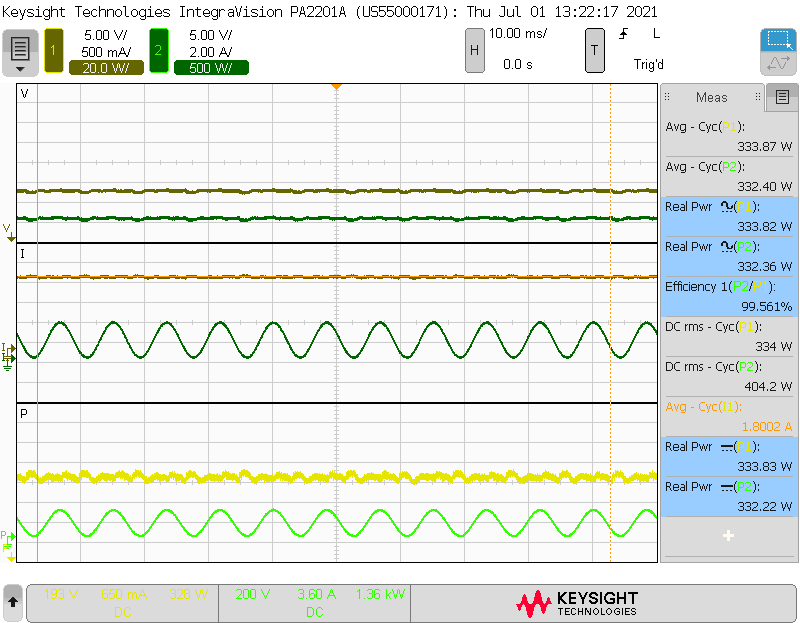 Keysight Technologies IntegraVision PA2201A (US55000171): Thu Jul 01 13:22:17 2021
1
5.00 V/
500 mA/
20.0 W/
2
5.00 V/
2.00 A/
500 W/
H
10.00 ms/
0.0 s
T
L
Trig'd
V
V
I
I
P
P
Meas
Avg - Cyc(P1):
333.87 W
Avg - Cyc(P2):
332.40 W
Real Pwr (P1):
333.82 W
Real Pwr (P2):
332.36 W
Efficiency 1(P2/P1):
99.561%
DC rms - Cyc(P1):
334 W
DC rms - Cyc(P2):
404.2 W
Avg - Cyc(I1):
1.8002 A
Real Pwr (P1):
333.83 W
Real Pwr (P2):
332.22 W
650 mA
DC
200 V
3.60 A
1.36 kW
DC
KEYSIGHT
TECHNOLOGIES